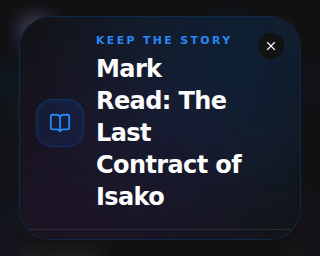 KEEP THE STORY
Mark
Read: The
Last
Contract of
Isako